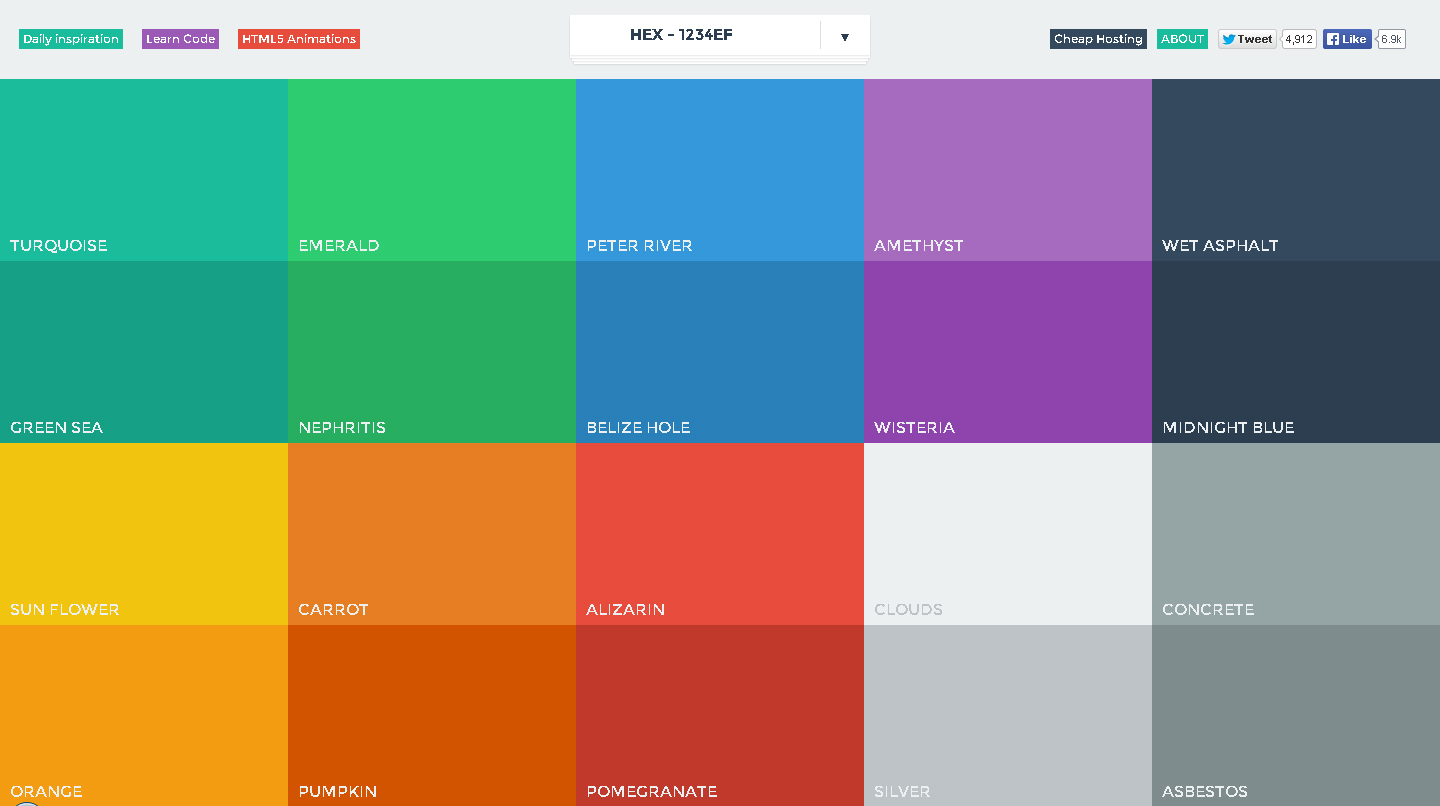 Daily inspiration
Learn Code
HTML5 Animations
HEX - 1234EF
Cheap Hosting
ABOUT
Tweet
4,912
Like
6.9k
TURQUOISE
EMERALD
PETER RIVER
AMETHYST
WET ASPHALT
GREEN SEA
NEPHRITIS
BELIZE HOLE
WISTERIA
MIDNIGHT BLUE
SUN FLOWER
CARROT
ALIZARIN
CLOUDS
CONCRETE
ORANGE
PUMPKIN
POMEGRANATE
SILVER
ASBESTOS